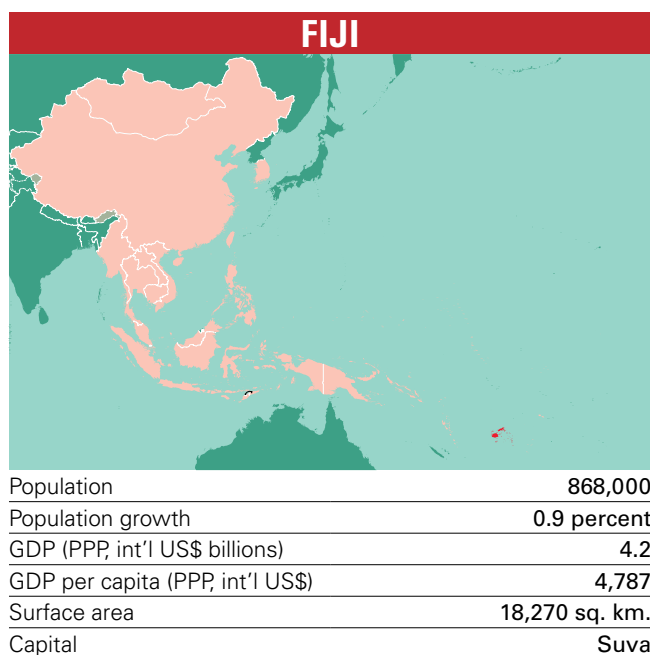 FIJI
Population 868,000
Population growth 0.9 percent
GDP (PPP, int'l US$ billions) 4.2
GDP per capita (PPP, int'l US$) 4,787
Surface area 18,270 sq. km.
Capital Suva